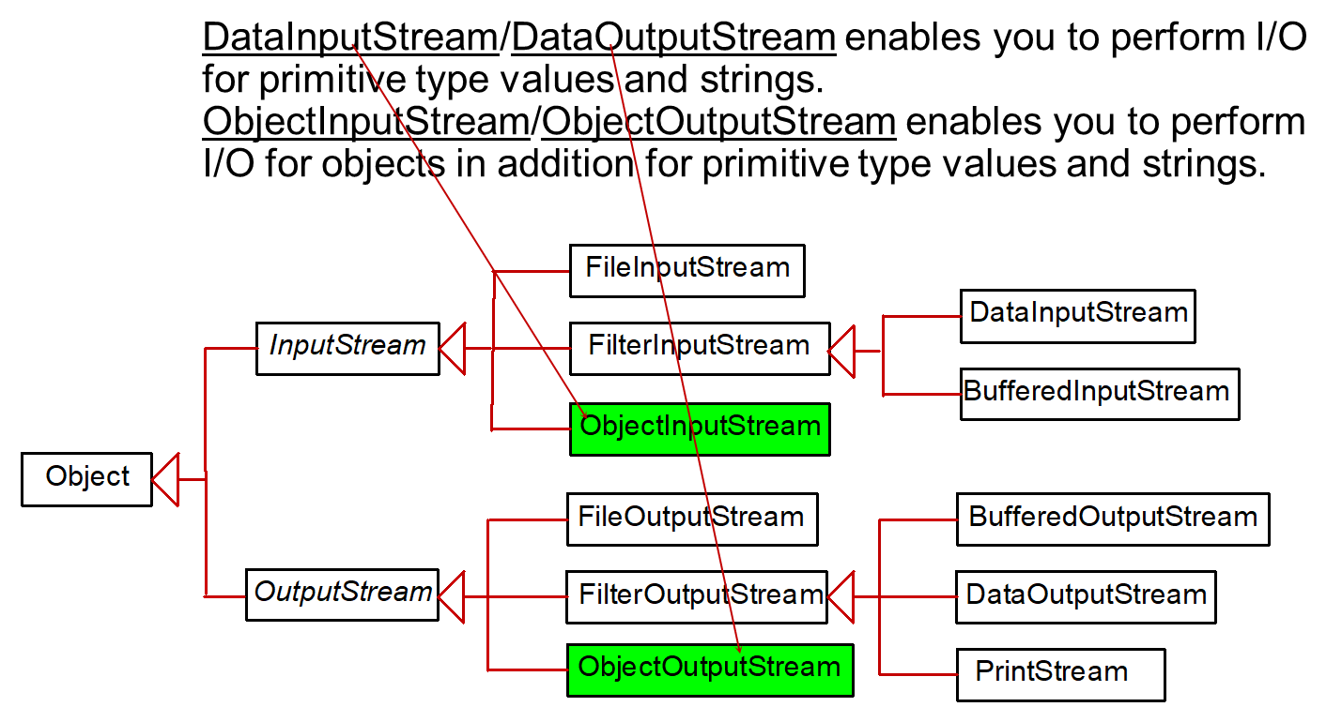 DataInputStream/DataOutputStream enables you to perform I/O
for primitive type values and strings.
ObjectInputStream/ObjectOutputStream enables you to perform
I/O for objects in addition for primitive type values and strings.
FileInputStream
DataInputStream
InputStream
FilterInputStream
BufferedInputStream
ObjectInputStream
Object
FileOutputStream
BufferedOutputStream
OutputStream
FilterOutputStream
DataOutputStream
ObjectOutputStream
PrintStream